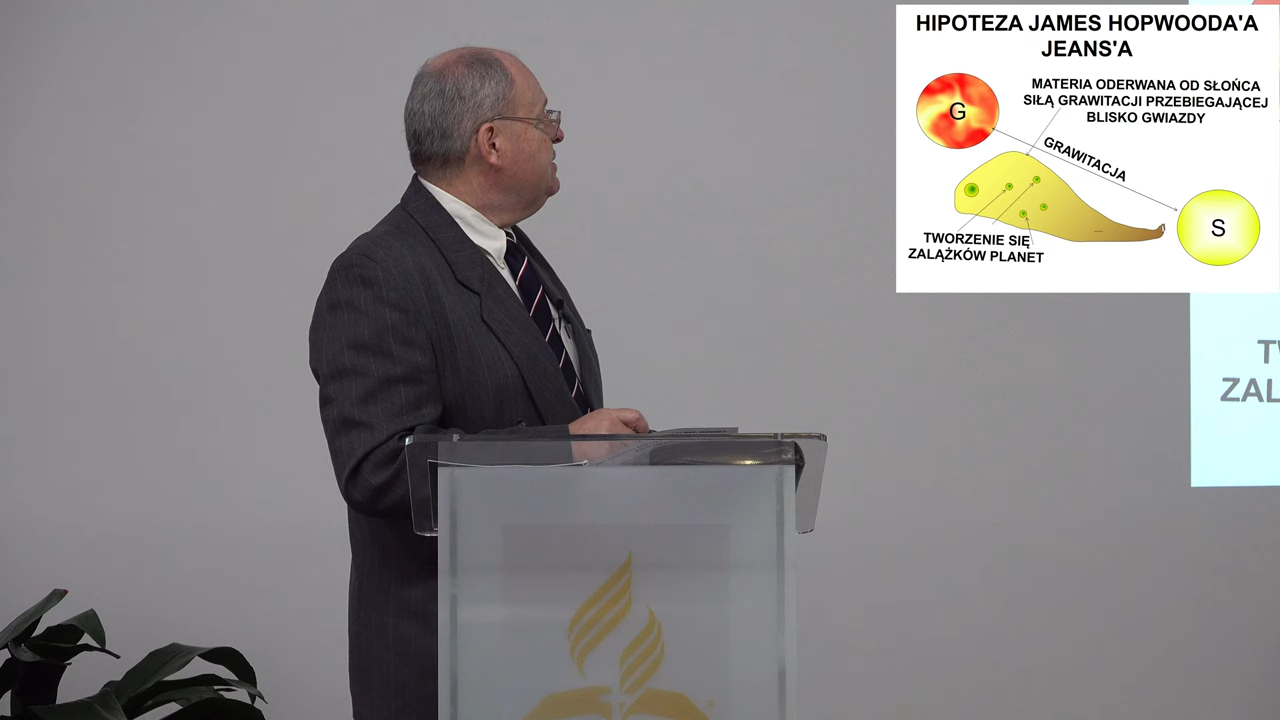 HIPOTEZA JAMES HOPWOODA'A
JEANS'A
MATERIA ODERWANA OD SŁOŃCA
SIŁĄ GRAWITACJI PRZEBIEGAJĄCEJ
BLISKO GWIAZDY
G
GRAWITACJA
S
TWORZENIE SIĘ
ZALĄŻKÓW PLANET